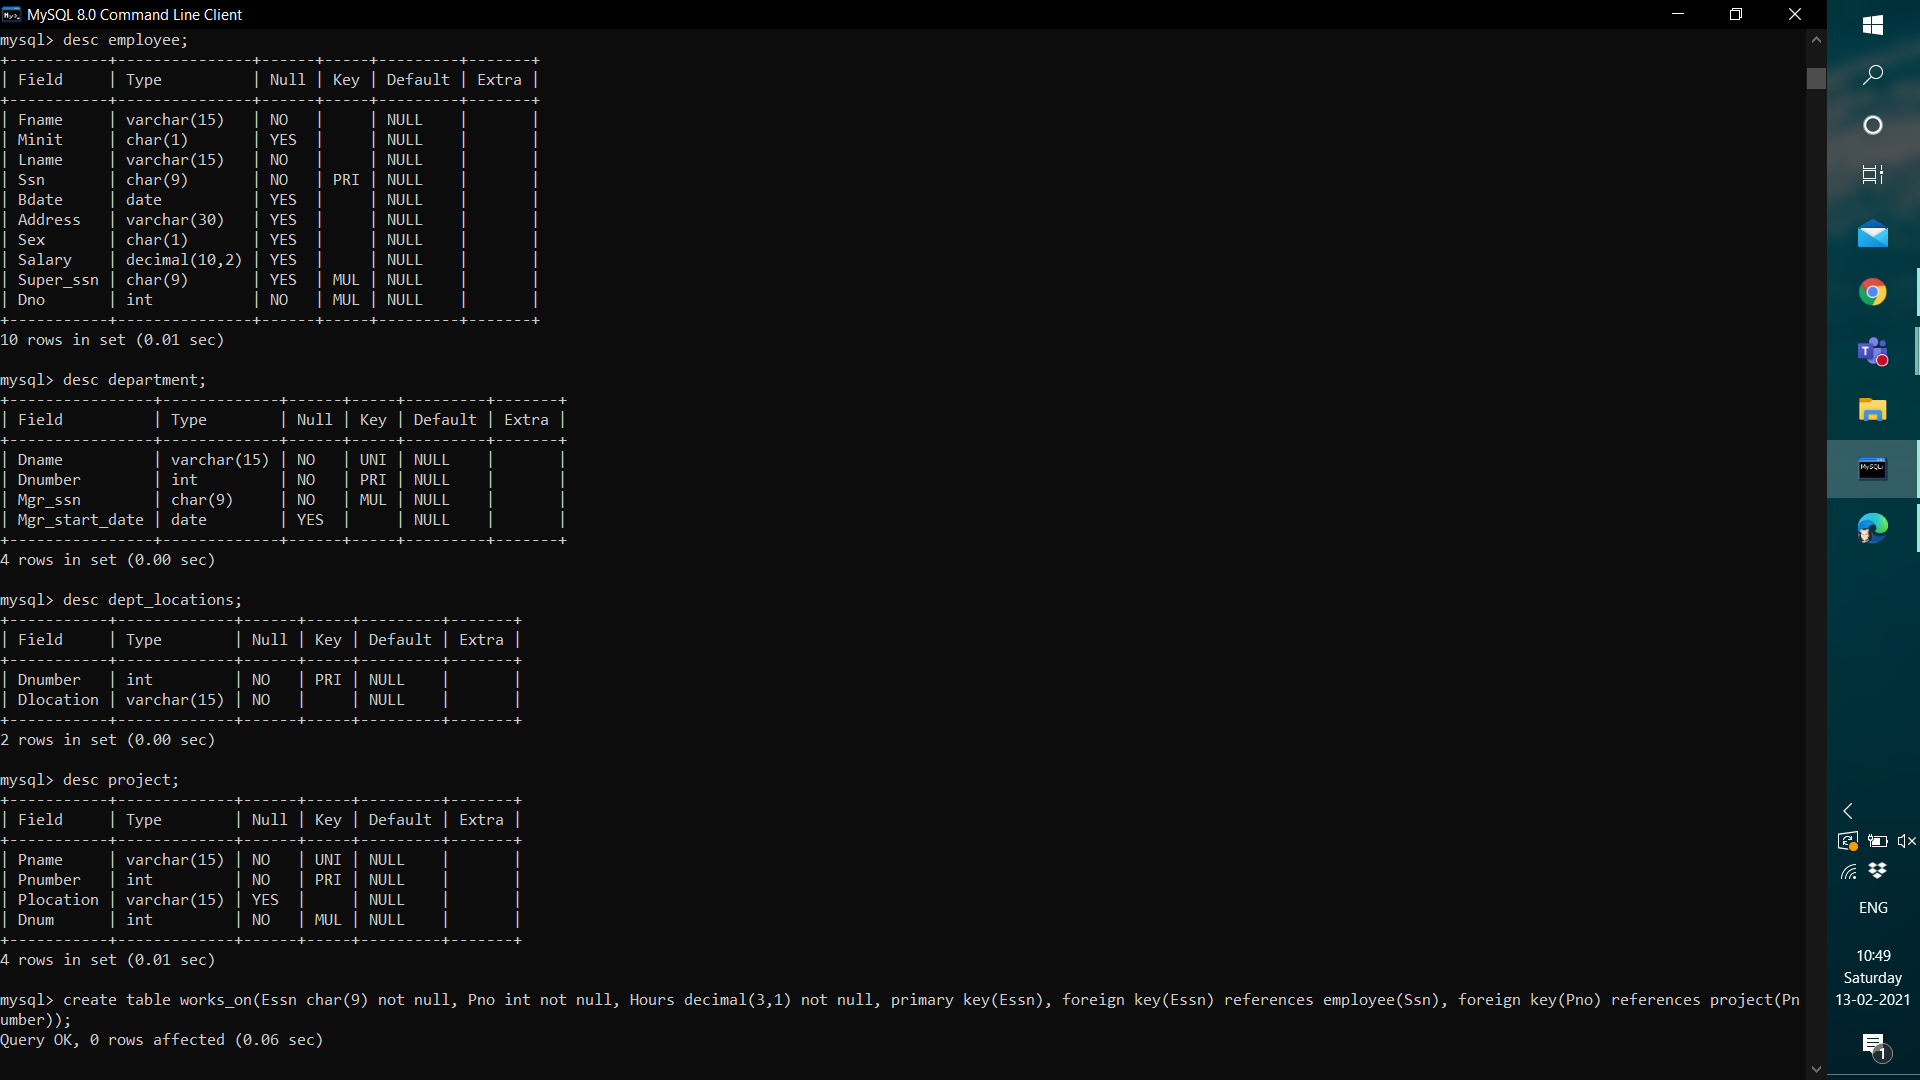 MySQL 8.0 Command Line Client
mysql> desc employee;
+-----------+---------------+------+-----+---------+-------+
| Field     | Type          | Null | Key | Default | Extra |
+-----------+---------------+------+-----+---------+-------+
| Fname     | varchar(15)   | NO   |     | NULL    |       |
| Minit     | char(1)       | YES  |     | NULL    |       |
| Lname     | varchar(15)   | NO   |     | NULL    |       |
| Ssn       | char(9)       | NO   | PRI | NULL    |       |
| Bdate     | date          | YES  |     | NULL    |       |
| Address   | varchar(30)   | YES  |     | NULL    |       |
| Sex       | char(1)       | YES  |     | NULL    |       |
| Salary    | decimal(10,2) | YES  |     | NULL    |       |
| Super_ssn | char(9)       | YES  | MUL | NULL    |       |
| Dno       | int           | NO   | MUL | NULL    |       |
+-----------+---------------+------+-----+---------+-------+
10 rows in set (0.01 sec)
mysql> desc department;
+----------------+-------------+------+-----+---------+-------+
| Field          | Type        | Null | Key | Default | Extra |
+----------------+-------------+------+-----+---------+-------+
| Dname          | varchar(15) | NO   | UNI | NULL    |       |
| Dnumber        | int         | NO   | PRI | NULL    |       |
| Mgr_ssn        | char(9)     | NO   | MUL | NULL    |       |
| Mgr_start_date | date        | YES  |     | NULL    |       |
+----------------+-------------+------+-----+---------+-------+
4 rows in set (0.00 sec)
mysql> desc dept_locations;
+-----------+-------------+------+-----+---------+-------+
| Field     | Type        | Null | Key | Default | Extra |
+-----------+-------------+------+-----+---------+-------+
| Dnumber   | int         | NO   | PRI | NULL    |       |
| Dlocation | varchar(15) | NO   |     | NULL    |       |
+-----------+-------------+------+-----+---------+-------+
2 rows in set (0.00 sec)
mysql> desc project;
+-----------+-------------+------+-----+---------+-------+
| Field     | Type        | Null | Key | Default | Extra |
+-----------+-------------+------+-----+---------+-------+
| Pname     | varchar(15) | NO   | UNI | NULL    |       |
| Pnumber   | int         | NO   | PRI | NULL    |       |
| Plocation | varchar(15) | YES  |     | NULL    |       |
| Dnum      | int         | NO   | MUL | NULL    |       |
+-----------+-------------+------+-----+---------+-------+
4 rows in set (0.01 sec)
mysql> create table works_on(Essn char(9) not null, Pno int not null, Hours decimal(3,1) not null, primary key(Essn), foreign key(Essn) references employee(Ssn), foreign key(Pno) references project(Pn
umber));
Query OK, 0 rows affected (0.06 sec)
MySQL>
ENG
10:49
Saturday
13-02-2021
1